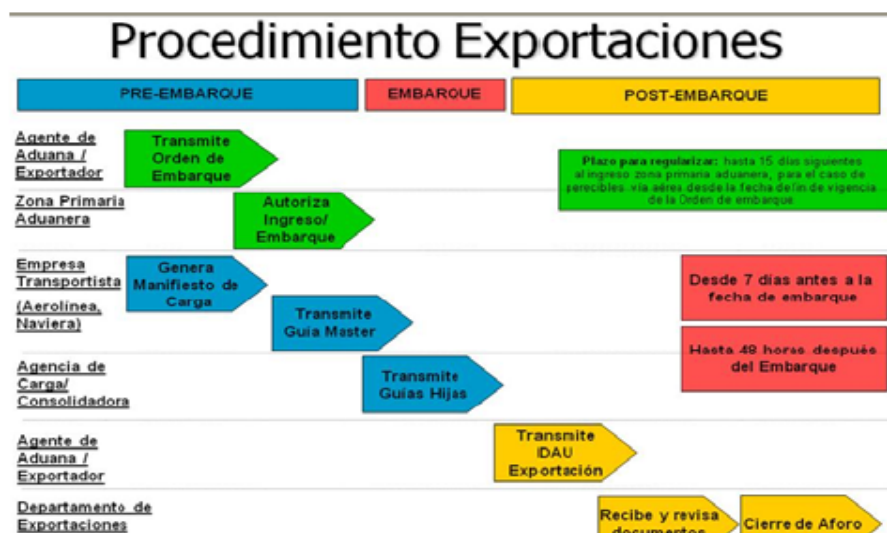 Procedimiento Exportaciones
PRE-EMBARQUE
EMBARQUE
POST-EMBARQUE
Agente de
Aduana /
Exportador
Transmite
Orden de
Embarque
Plazo para regularizar: hasta 15 días siguientes
al ingreso zona primaria aduanera, para el caso de
perecibles vía aérea desde la fecha de fin de vigencia
de la Orden de embarque
Zona Primaria
Aduanera
Autoriza
Ingreso/
Embarque
Empresa
Transportista
(Aerolínea,
Naviera)
Genera
Manifiesto de
Carga
Transmite
Guía Master
Desde 7 días antes a la
fecha de embarque
Hasta 48 horas después
del Embarque
Agencia de
Carga/
Consolidadora
Transmite
Guías Hijas
Agente de
Aduana /
Exportador
Transmite
IDAU
Exportación
Departamento de
Exportaciones
Recibe y revisa
documentos
Cierre de Aforo